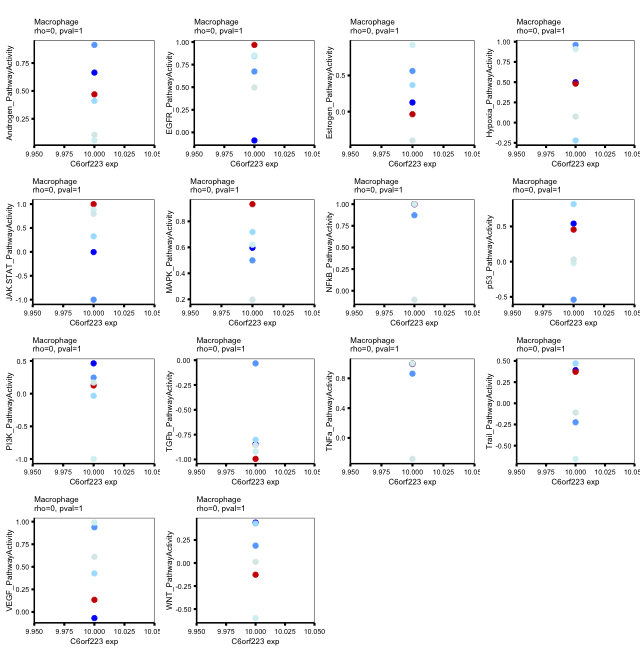 Macrophage
rho=0, pval=1
Androgen_PathwayActivity
0.75
0.50
0.25
9.950 9.975 10.000 10.025 10.05
C6orf223 exp
Macrophage
rho=0, pval=1
EGFR_PathwayActivity
1.00
0.75
0.50
0.25
0.00
9.950 9.975 10.000 10.025 10.05
C6orf223 exp
Macrophage
rho=0, pval=1
Estrogen_PathwayActivity
0.5
0.0
9.950 9.975 10.000 10.025 10.05
C6orf223 exp
Macrophage
rho=0, pval=1
Hypoxia_PathwayActivity
1.00
0.75
0.50
0.25
0.00
-0.25
9.950 9.975 10.000 10.025 10.05
C6orf223 exp
Macrophage
rho=0, pval=1
JAK.STAT_PathwayActivity
1.0
0.5
0.0
-0.5
-1.0
9.950 9.975 10.000 10.025 10.05
C6orf223 exp
Macrophage
rho=0, pval=1
MAPK_PathwayActivity
0.8
0.6
0.4
0.2
9.950 9.975 10.000 10.025 10.05
C6orf223 exp
Macrophage
rho=0, pval=1
NFkB_PathwayActivity
1.00
0.75
0.50
0.25
0.00
9.950 9.975 10.000 10.025 10.05
C6orf223 exp
Macrophage
rho=0, pval=1
p53_PathwayActivity
0.5
0.0
-0.5
9.950 9.975 10.000 10.025 10.05
C6orf223 exp
Macrophage
rho=0, pval=1
PI3K_PathwayActivity
0.5
0.0
-0.5
-1.0
9.950 9.975 10.000 10.025 10.05
C6orf223 exp
Macrophage
rho=0, pval=1
TGFb_PathwayActivity
0.00
-0.25
-0.50
-0.75
-1.00
9.950 9.975 10.000 10.025 10.05
C6orf223 exp
Macrophage
rho=0, pval=1
TNFa_PathwayActivity
0.8
0.4
0.0
9.950 9.975 10.000 10.025 10.05
C6orf223 exp
Macrophage
rho=0, pval=1
Trail_PathwayActivity
0.50
0.25
0.00
-0.25
-0.50
9.950 9.975 10.000 10.025 10.05
C6orf223 exp
Macrophage
rho=0, pval=1
VEGF_PathwayActivity
1.00
0.75
0.50
0.25
0.00
9.950 9.975 10.000 10.025 10.05
C6orf223 exp
Macrophage
rho=0, pval=1
WNT_PathwayActivity
0.25
0.00
-0.25
-0.50
9.950 9.975 10.000 10.025 10.050
C6orf223 exp